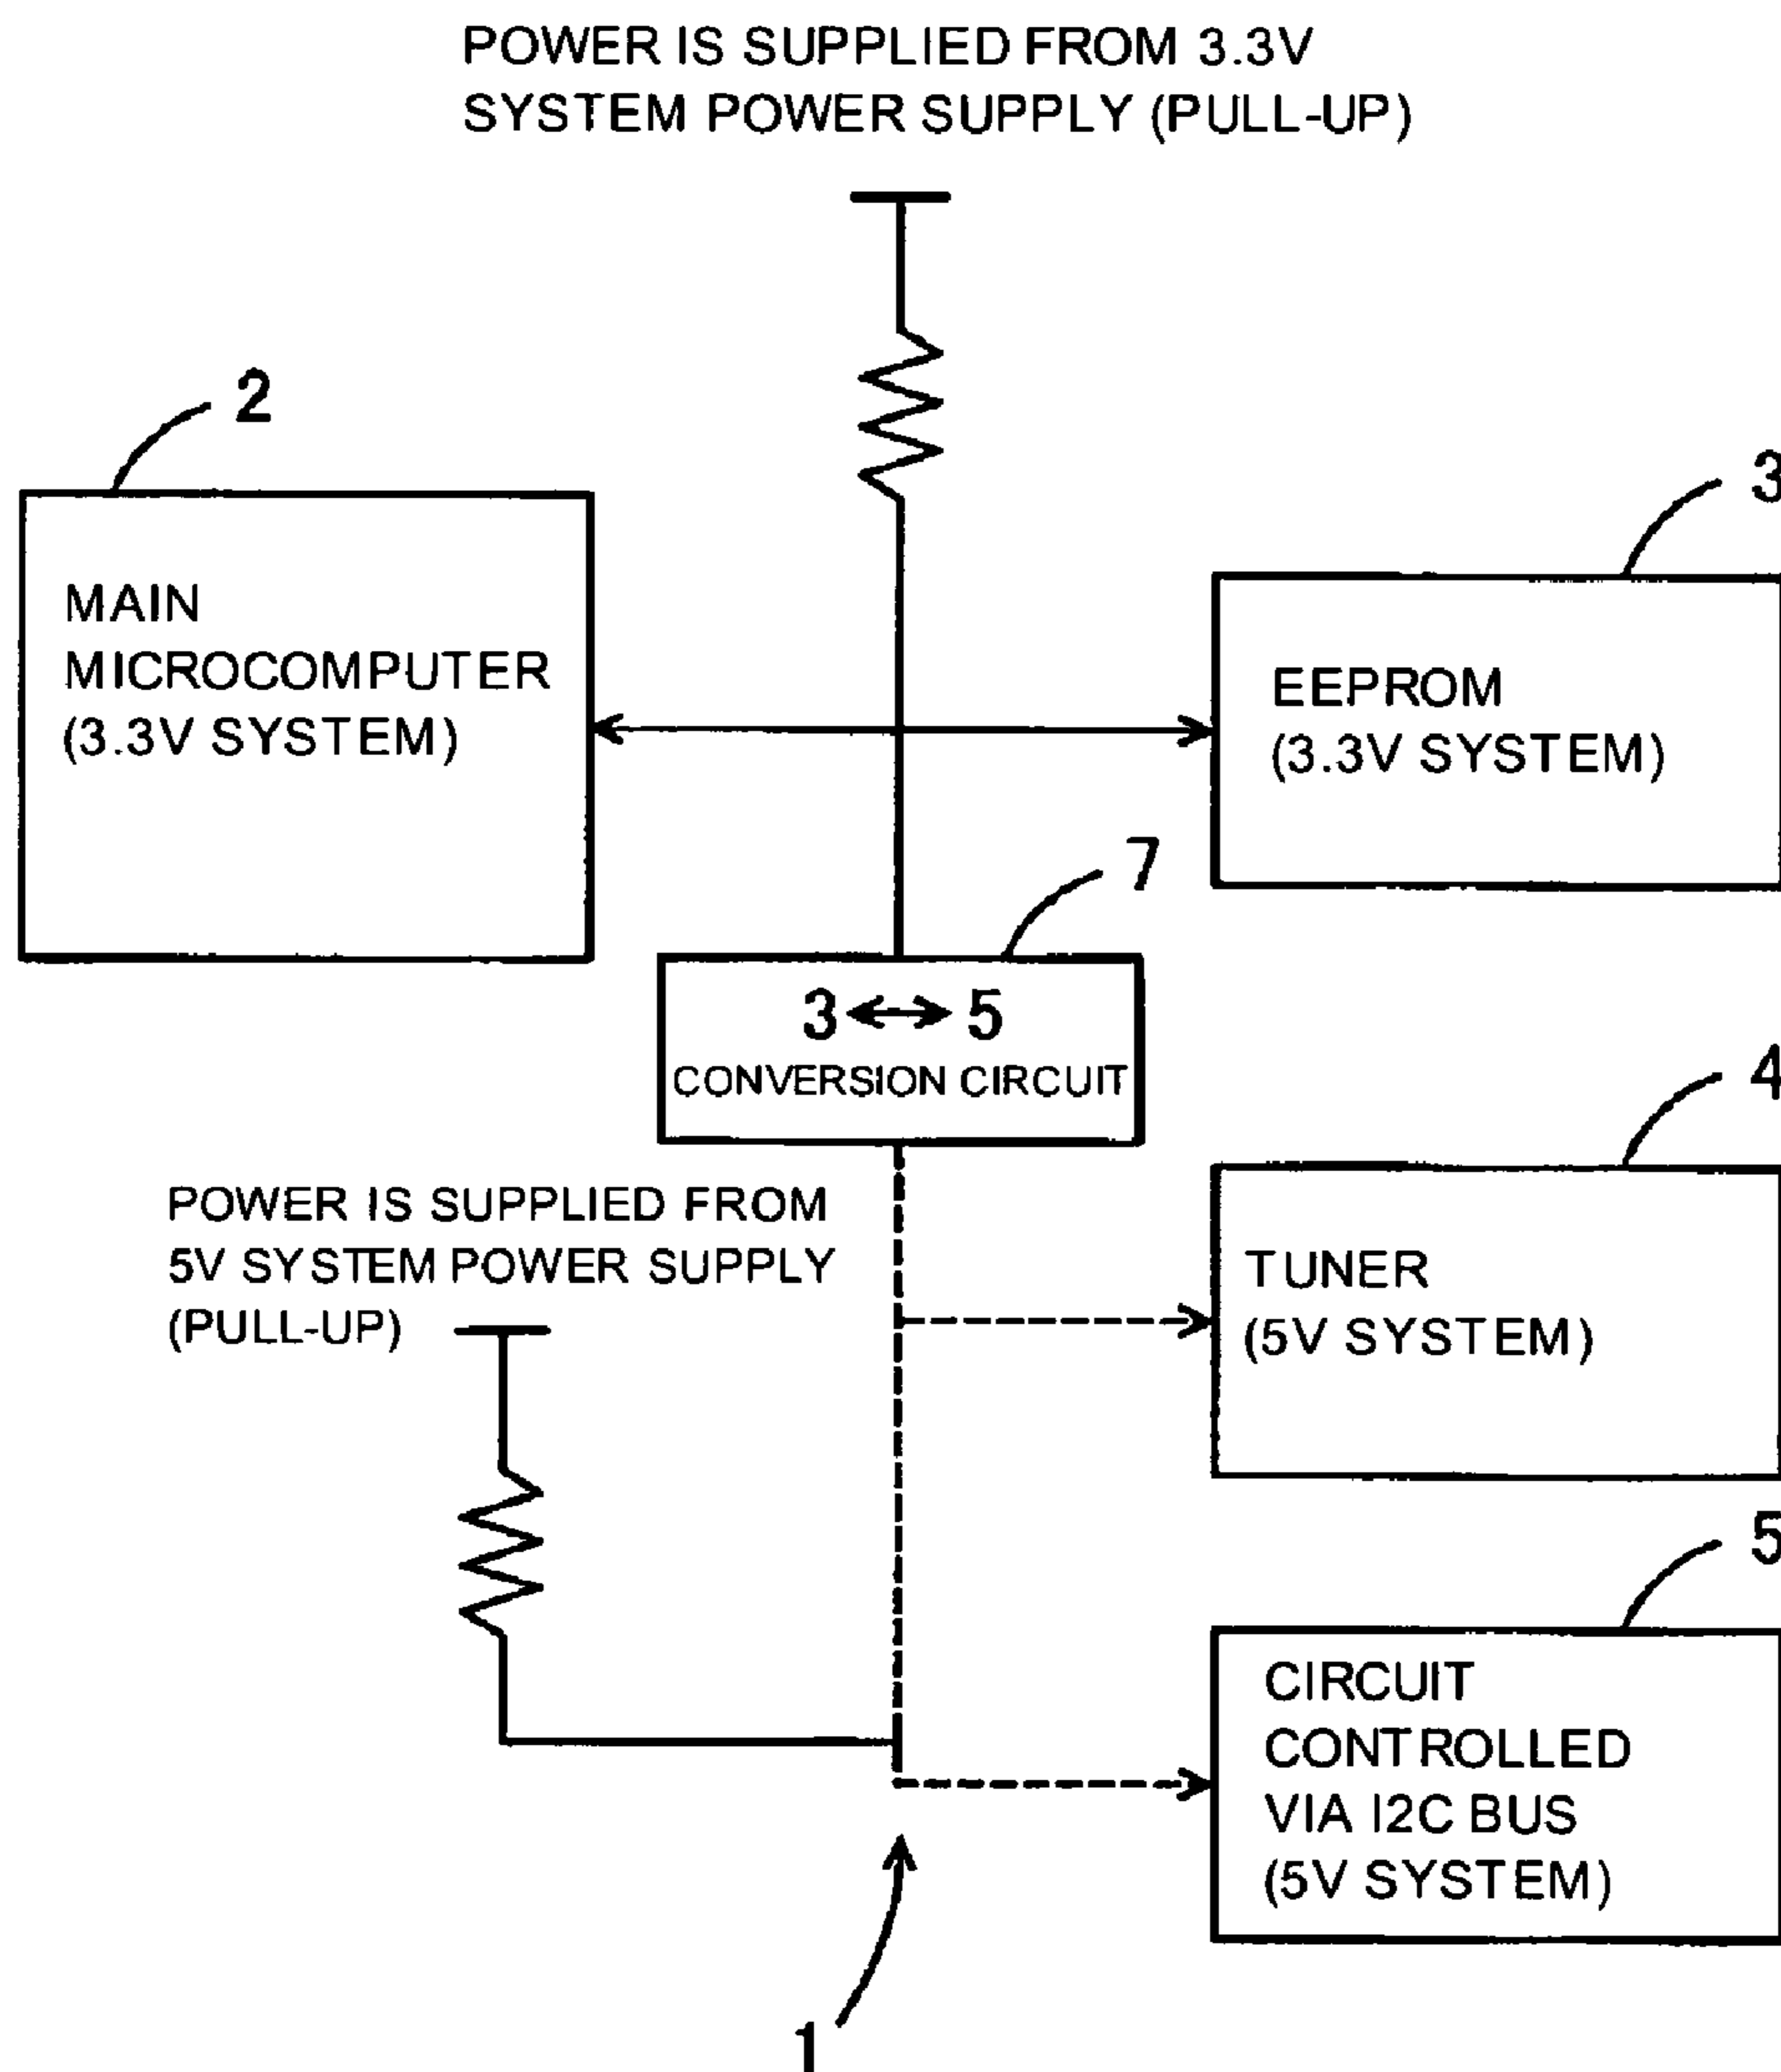 POWER IS SUPPLIED FROM 3.3V
SYSTEM POWER SUPPLY (PULL-UP)
2
3
MAIN
MICROCOMPUTER
(3.3V SYSTEM)
EEPROM
(3.3V SYSTEM)
7
3 ↔ 5
CONVERSION CIRCUIT
4
POWER IS SUPPLIED FROM
5V SYSTEM POWER SUPPLY
(PULL-UP)
TUNER
(5V SYSTEM)
5
CIRCUIT
CONTROLLED
VIA I2C BUS
(5V SYSTEM)
1